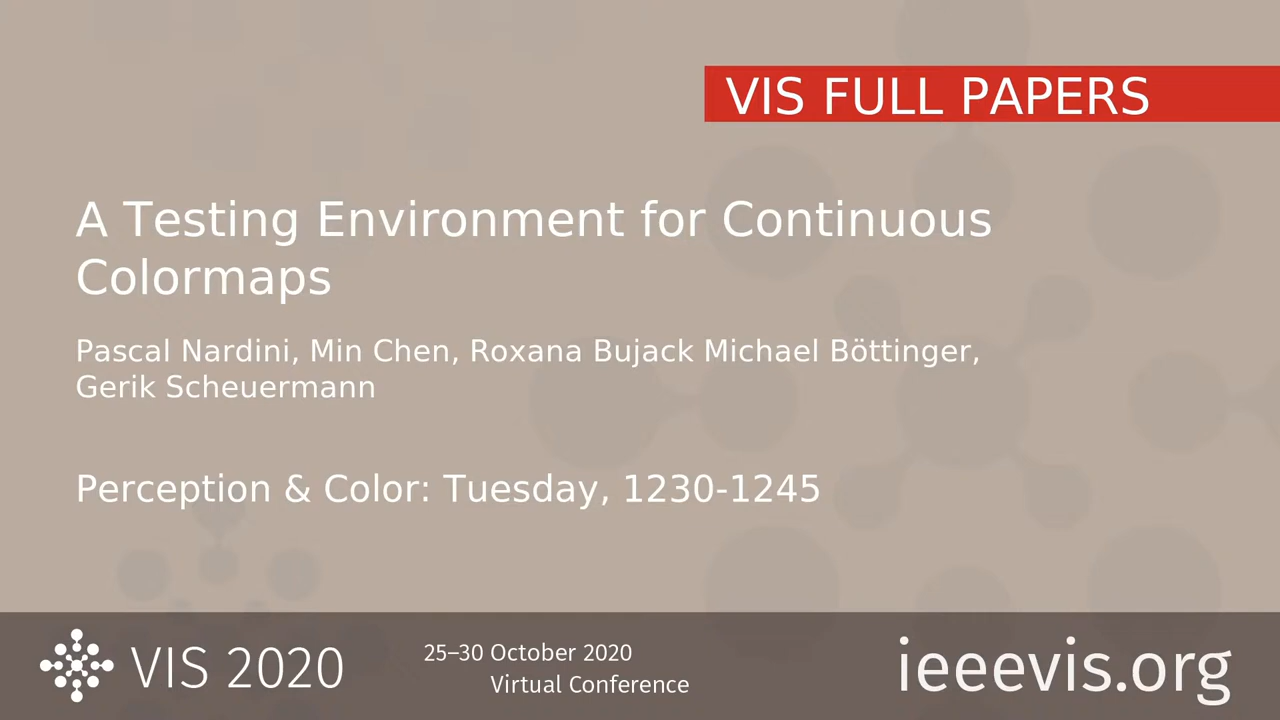 VIS FULL PAPERS
A Testing Environment for Continuous
Colormaps
Pascal Nardini, Min Chen, Roxana Bujack Michael Böttinger,
Gerik Scheuermann
Perception & Color: Tuesday, 1230-1245
VIS 2020
25–30 October 2020
Virtual Conference
ieeevis.org